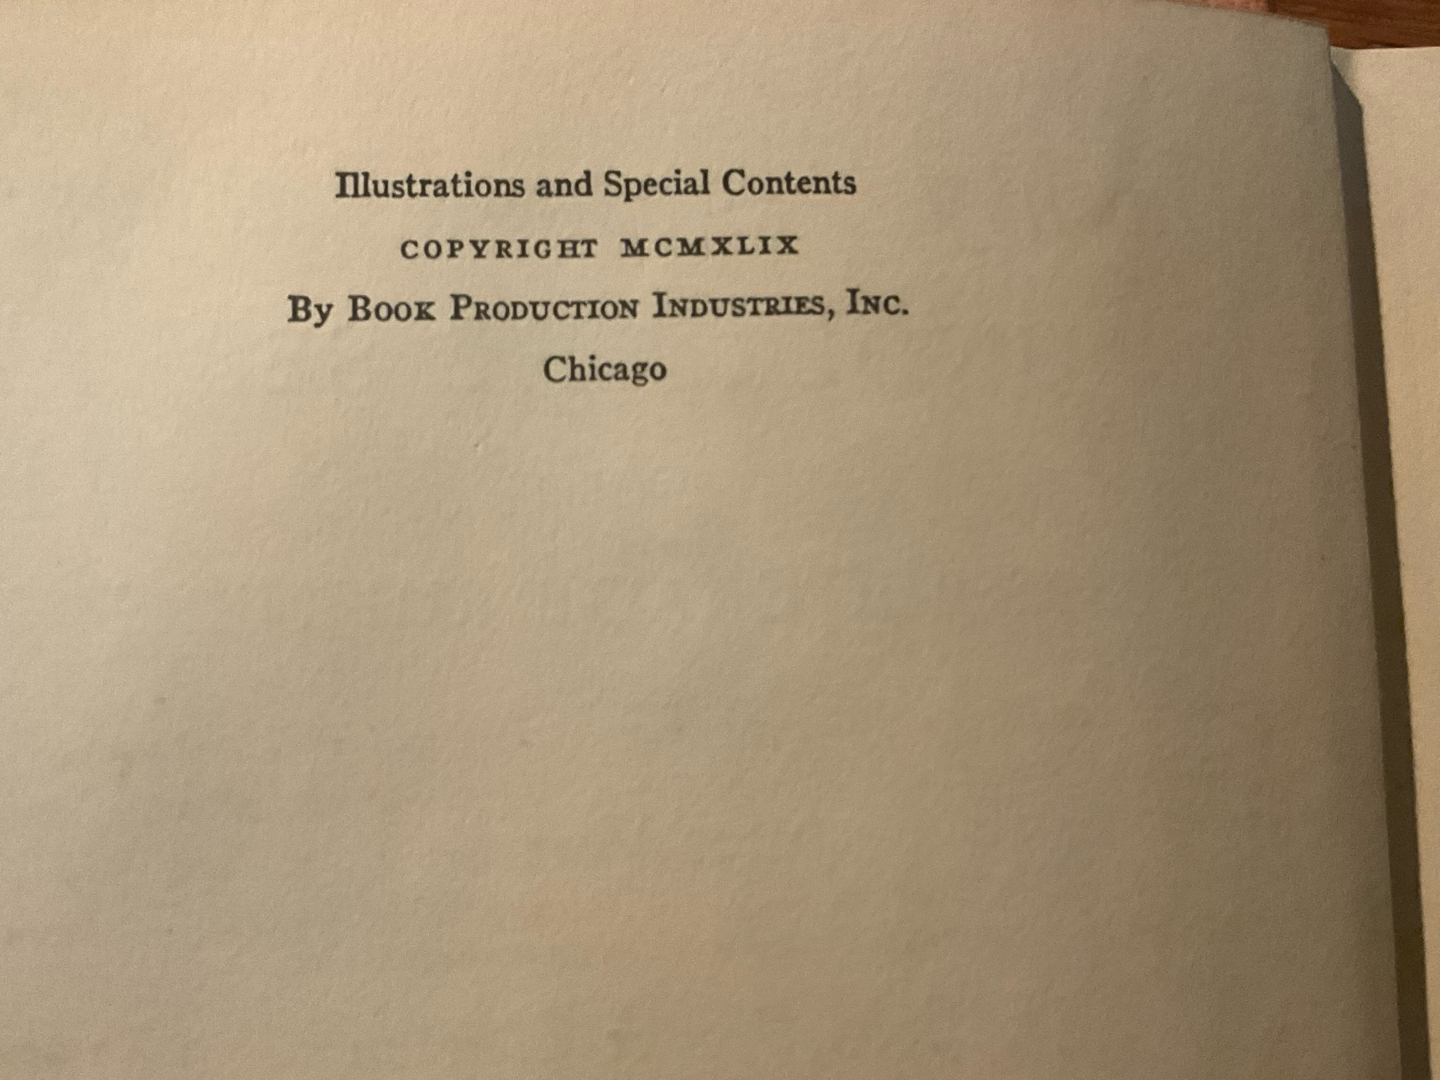 Illustrations and Special Contents
COPYRIGHT MCMXLIX
By Book Production Industries, Inc.
Chicago